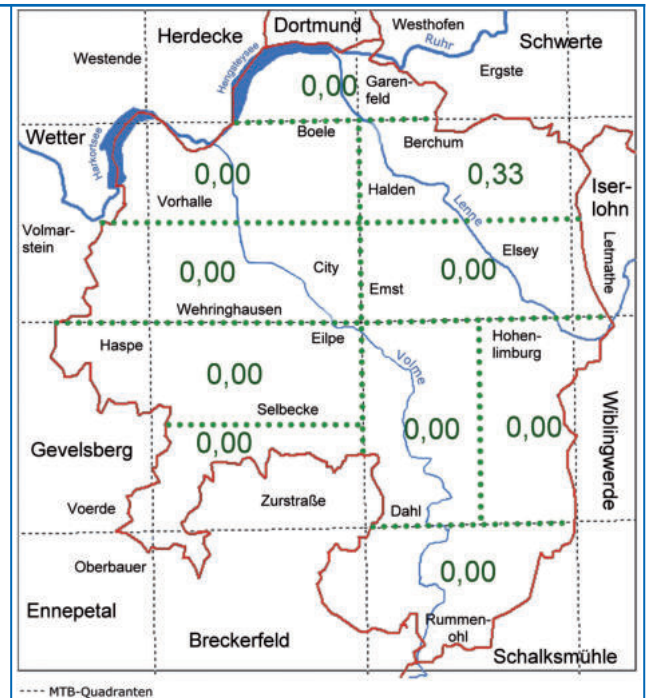 Dortmund
Westhofen
Herdecke
Ruhr
Schwerte
Westende
Hengsteysee
Ergste
Garen-
feld
0,00
Boele
Wetter
Harkortsee
Berchum
0,00
0,33
Vorhalle
Halden
Iser-
lohn
Lenne
Volmar-
stein
Letmathe
Elsey
City
0,00
0,00
Emst
Wehringhausen
Eilpe
Hohen-
limburg
Haspe
Volme
0,00
Selbecke
Wiblingwerde
0,00
0,00
0,00
Gevelsberg
Voerde
Zurstraße
Dahl
Oberbauer
0,00
Ennepetal
Rummen-
ohl
Breckerfeld
Schalksmühle
---- MTB-Quadranten